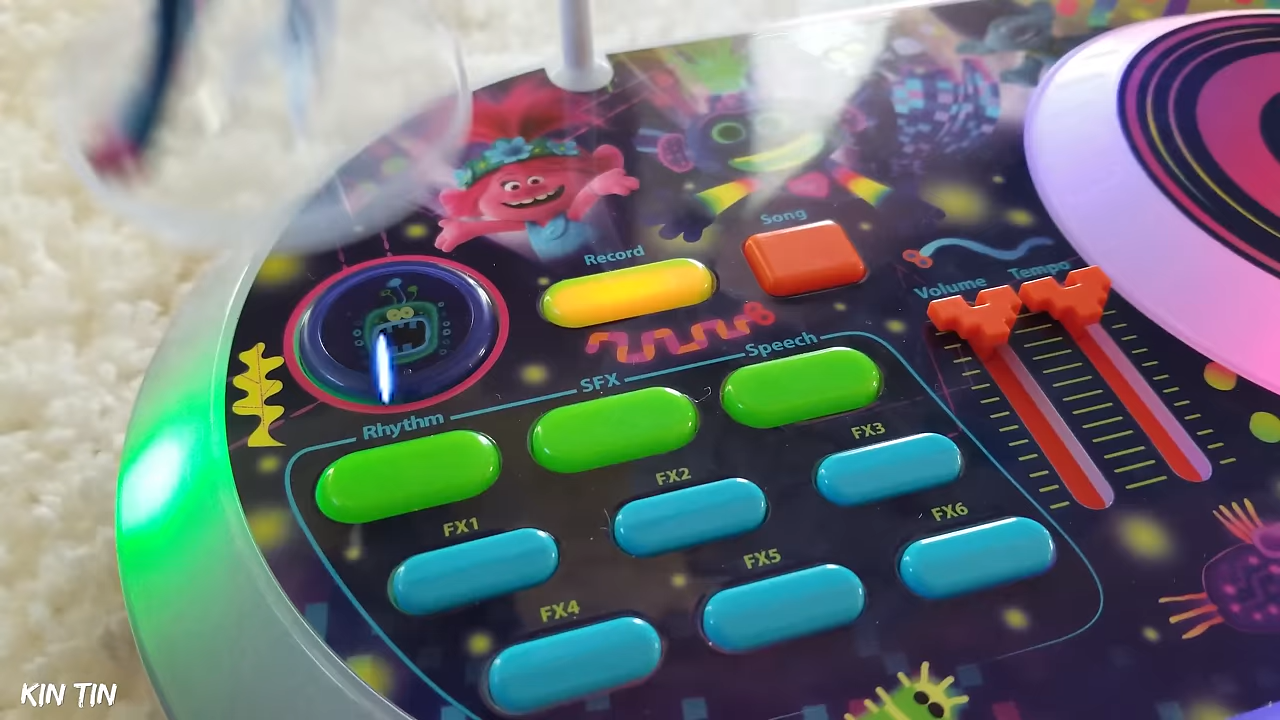 Song
Record
Volume
Tempo
Speech
SFX
Rhythm
FX3
FX2
FX1
FX6
FX5
FX4
KIN TIN